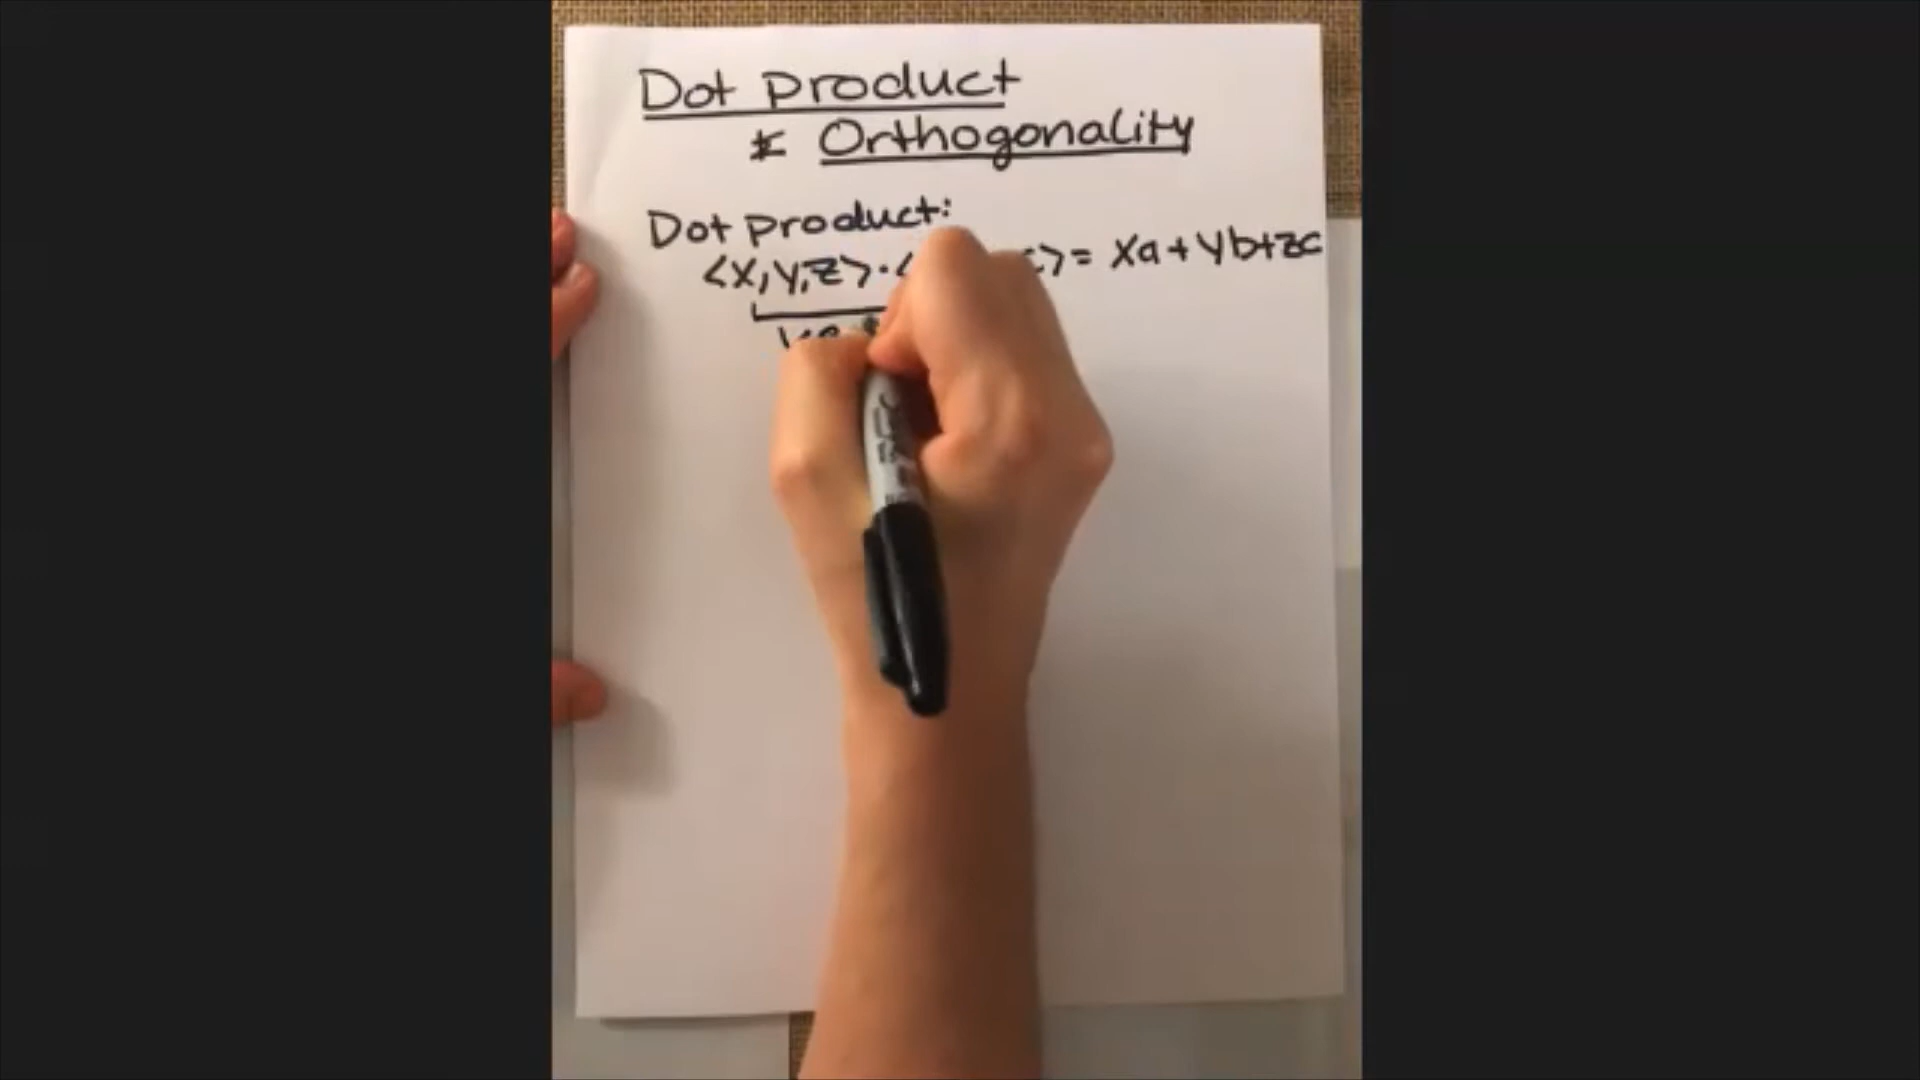 Dot product
& Orthogonality
Dot product:
<x,y,z>·< c>= xa+yb+zc